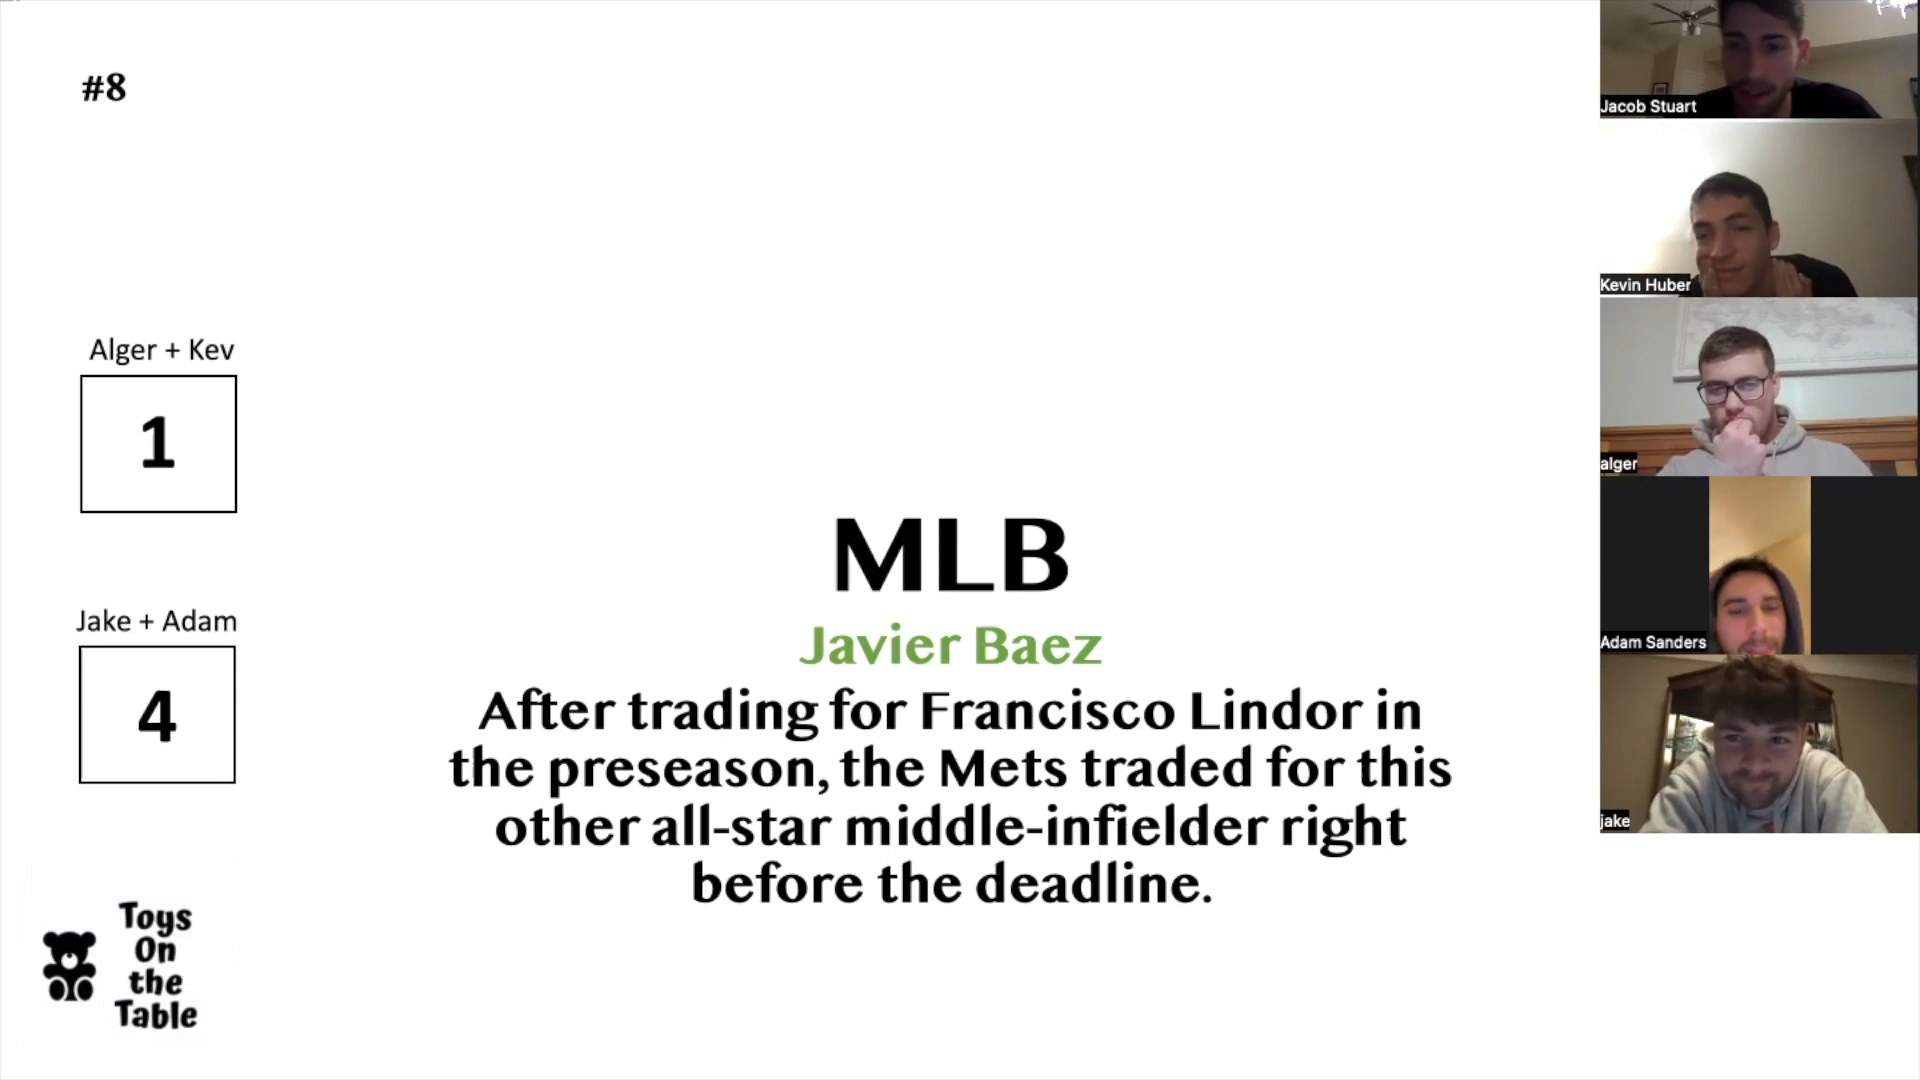 #8
Alger + Kev
1
Jake + Adam
4
MLB
Javier Baez
After trading for Francisco Lindor in
the preseason, the Mets traded for this
other all-star middle-infielder right
before the deadline.
Toys
On
the
Table
Jacob Stuart
Kevin Huber
alger
Adam Sanders
jake